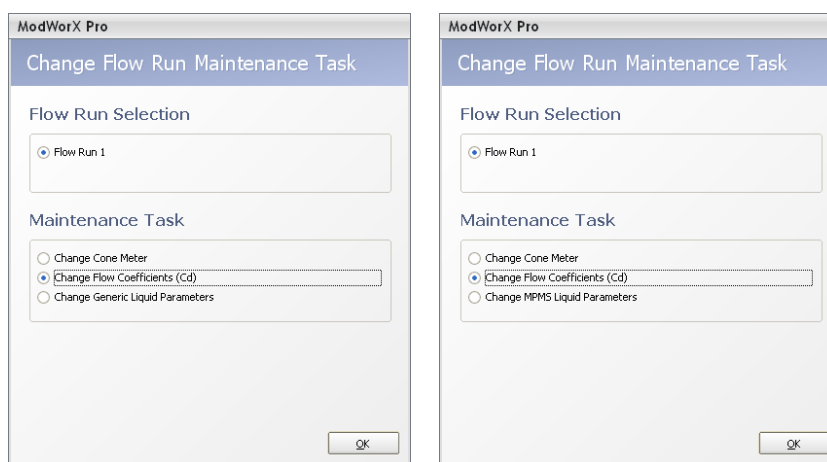 ModWorX Pro
Change Flow Run Maintenance Task
Flow Run Selection
Flow Run 1
Maintenance Task
Change Cone Meter
Change Flow Coefficients (Cd)
Change Generic Liquid Parameters
OK
ModWorX Pro
Change Flow Run Maintenance Task
Flow Run Selection
Flow Run 1
Maintenance Task
Change Cone Meter
Change Flow Coefficients (Cd)
Change MPMS Liquid Parameters
OK